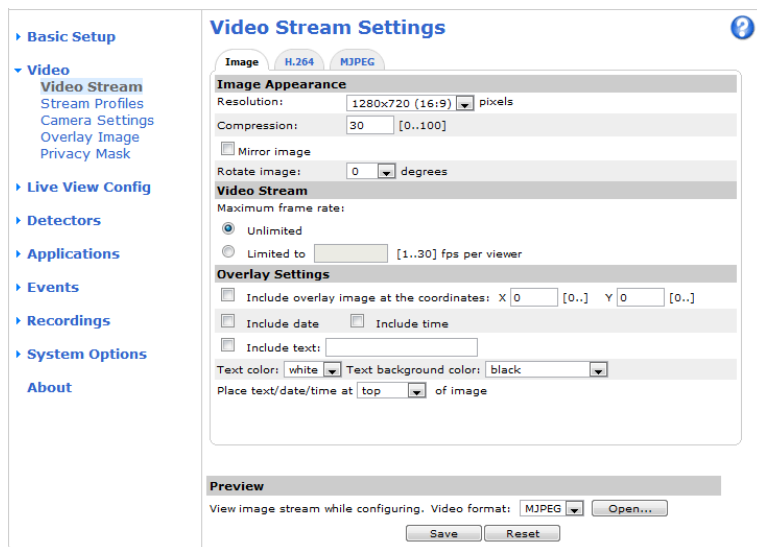 Basic Setup
Video
Video Stream
Stream Profiles
Camera Settings
Overlay Image
Privacy Mask
Live View Config
Detectors
Applications
Events
Recordings
System Options
About
Video Stream Settings
?
Image H.264 MJPEG
Image Appearance
Resolution: 1280x720 (16:9) pixels
Compression: 30 [0..100]
Mirror image
Rotate image: 0 degrees
Video Stream
Maximum frame rate:
Unlimited
Limited to [1..30] fps per viewer
Overlay Settings
Include overlay image at the coordinates: X 0 [0..] Y 0 [0..]
Include date Include time
Include text:
Text color: white Text background color: black
Place text/date/time at top of image
Preview
View image stream while configuring. Video format: MJPEG Open...
Save Reset